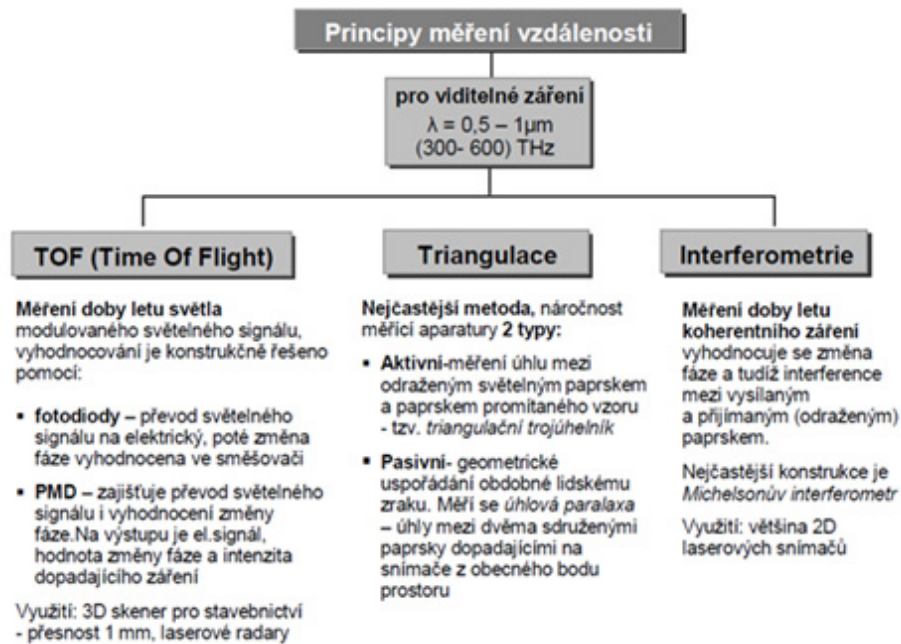 Principy měření vzdálenosti
pro viditelné záření
λ = 0,5 – 1µm
(300- 600) THz
TOF (Time Of Flight)
Měření doby letu světla
modulovaného světelného signálu,
vyhodnocování je konstrukčně řešeno
pomocí:
▪ fotodiody – převod světelného
signálu na elektrický, poté změna
fáze vyhodnocena ve směšovači
▪ PMD – zajišťuje převod světelného
signálu i vyhodnocení změny
fáze.Na výstupu je el.signál,
hodnota změny fáze a intenzita
dopadajícího záření
Využití: 3D skener pro stavebnictví
- přesnost 1 mm, laserové radary
Triangulace
Nejčastější metoda, náročnost
měřící aparatury 2 typy:
▪ Aktivní-měření úhlu mezi
odraženým světelným paprskem
a paprskem promítaného vzoru
- tzv. triangulační trojúhelník
▪ Pasivní- geometrické
uspořádání obdobné lidskému
zraku. Měří se úhlová paralaxa
– úhly mezi dvěma sdruženými
paprsky dopadajícími na
snímače z obecného bodu
prostoru
Interferometrie
Měření doby letu
koherentního záření
vyhodnocuje se změna
fáze a tudíž interference
mezi vysílaným
a přijímaným (odraženým)
paprskem.
Nejčastější konstrukce je
Michelsonův interferometr
Využití: většina 2D
laserových snímačů